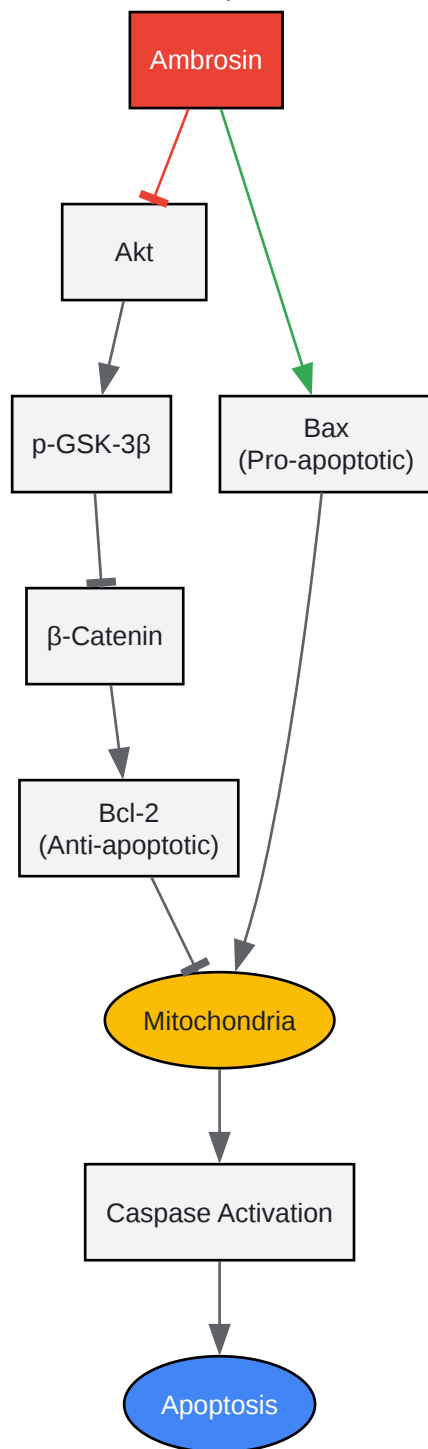 Ambrosin
Akt
p-GSK-3β
Bax
(Pro-apoptotic)
β-Catenin
Bcl-2
(Anti-apoptotic)
Mitochondria
Caspase Activation
Apoptosis